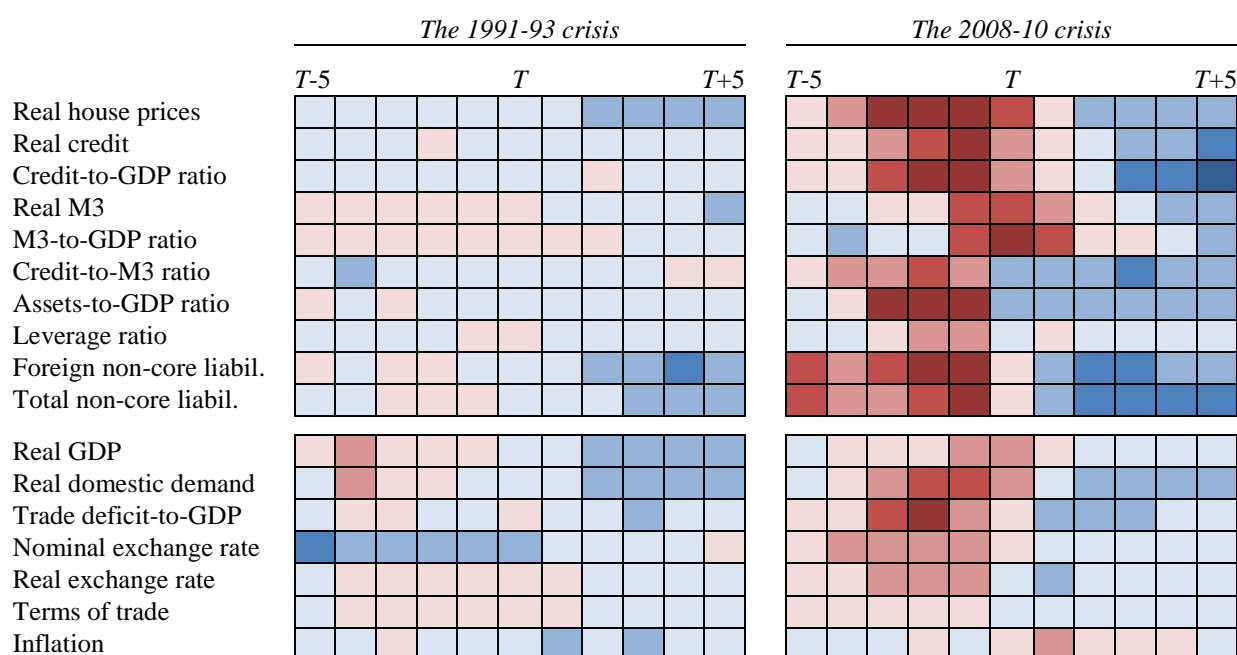 The 1991-93 crisis The 2008-10 crisis
T-5 T T+5 T-5 T T+5
Real house prices
Real credit
Credit-to-GDP ratio
Real M3
M3-to-GDP ratio
Credit-to-M3 ratio
Assets-to-GDP ratio
Leverage ratio
Foreign non-core liabil.
Total non-core liabil.
Real GDP
Real domestic demand
Trade deficit-to-GDP
Nominal exchange rate
Real exchange rate
Terms of trade
Inflation